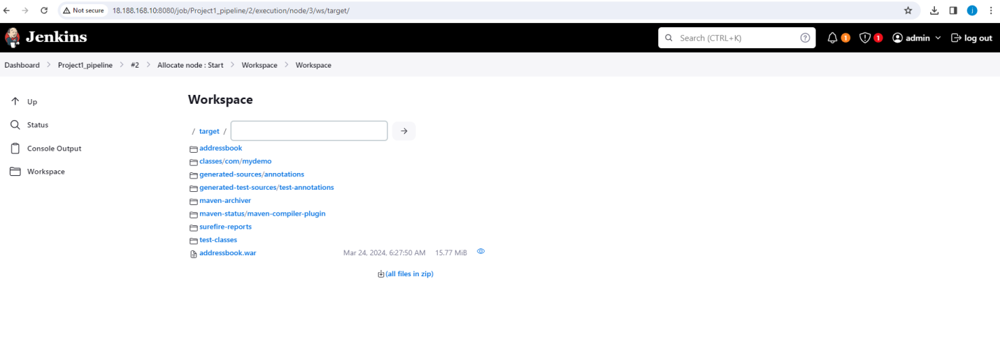 Not secure 18.188.168.10:8080/job/Project1_pipeline/2/execution/node/3/ws/target/ j
Jenkins Search (CTRL+K) ? 1 1 admin log out
Dashboard > Project1_pipeline > #2 > Allocate node : Start > Workspace > Workspace
Up
Status
Console Output
Workspace
Workspace
/ target /
addressbook
classes/com/mydemo
generated-sources/annotations
generated-test-sources/test-annotations
maven-archiver
maven-status/maven-compiler-plugin
surefire-reports
test-classes
addressbook.war Mar 24, 2024, 6:27:50 AM 15.77 MiB
(all files in zip)